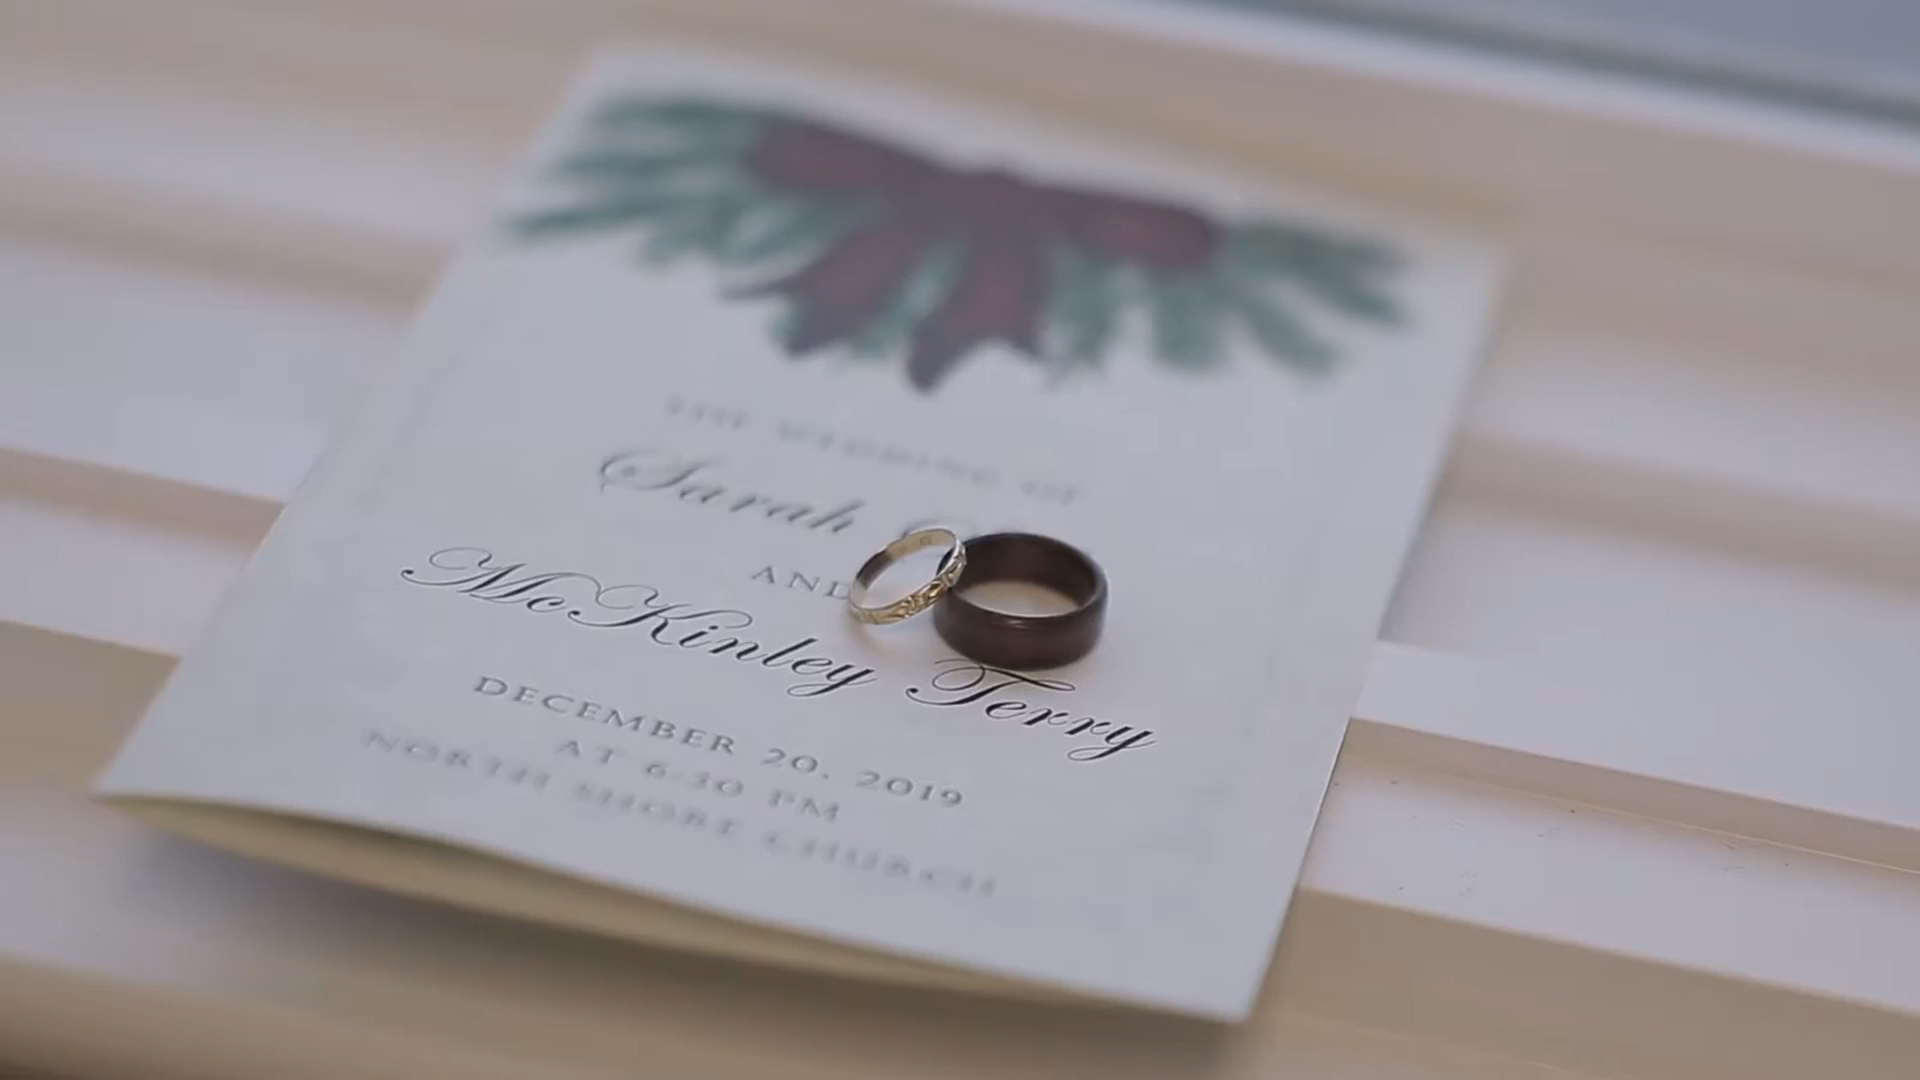 THE WEDDING OF
Sarah
AND
McKinley Terry
DECEMBER 20, 2019
AT 6:30 PM
NORTH SHORE CHURCH